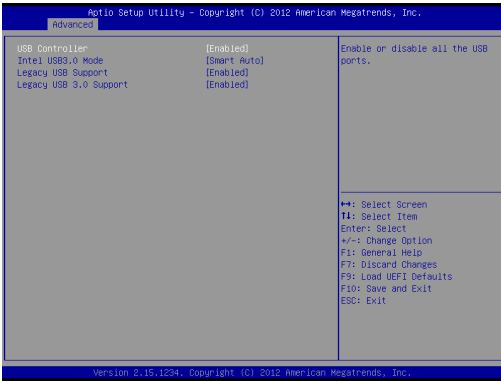 Aptio Setup Utility – Copyright (C) 2012 American Megatrends, Inc.
Advanced
USB Controller [Enabled]
Intel USB3.0 Mode [Smart Auto]
Legacy USB Support [Enabled]
Legacy USB 3.0 Support [Enabled]
Enable or disable all the USB
ports.
↔: Select Screen
↑↓: Select Item
Enter: Select
+/-: Change Option
F1: General Help
F7: Discard Changes
F9: Load UEFI Defaults
F10: Save and Exit
ESC: Exit
Version 2.15.1234. Copyright (C) 2012 American Megatrends, Inc.